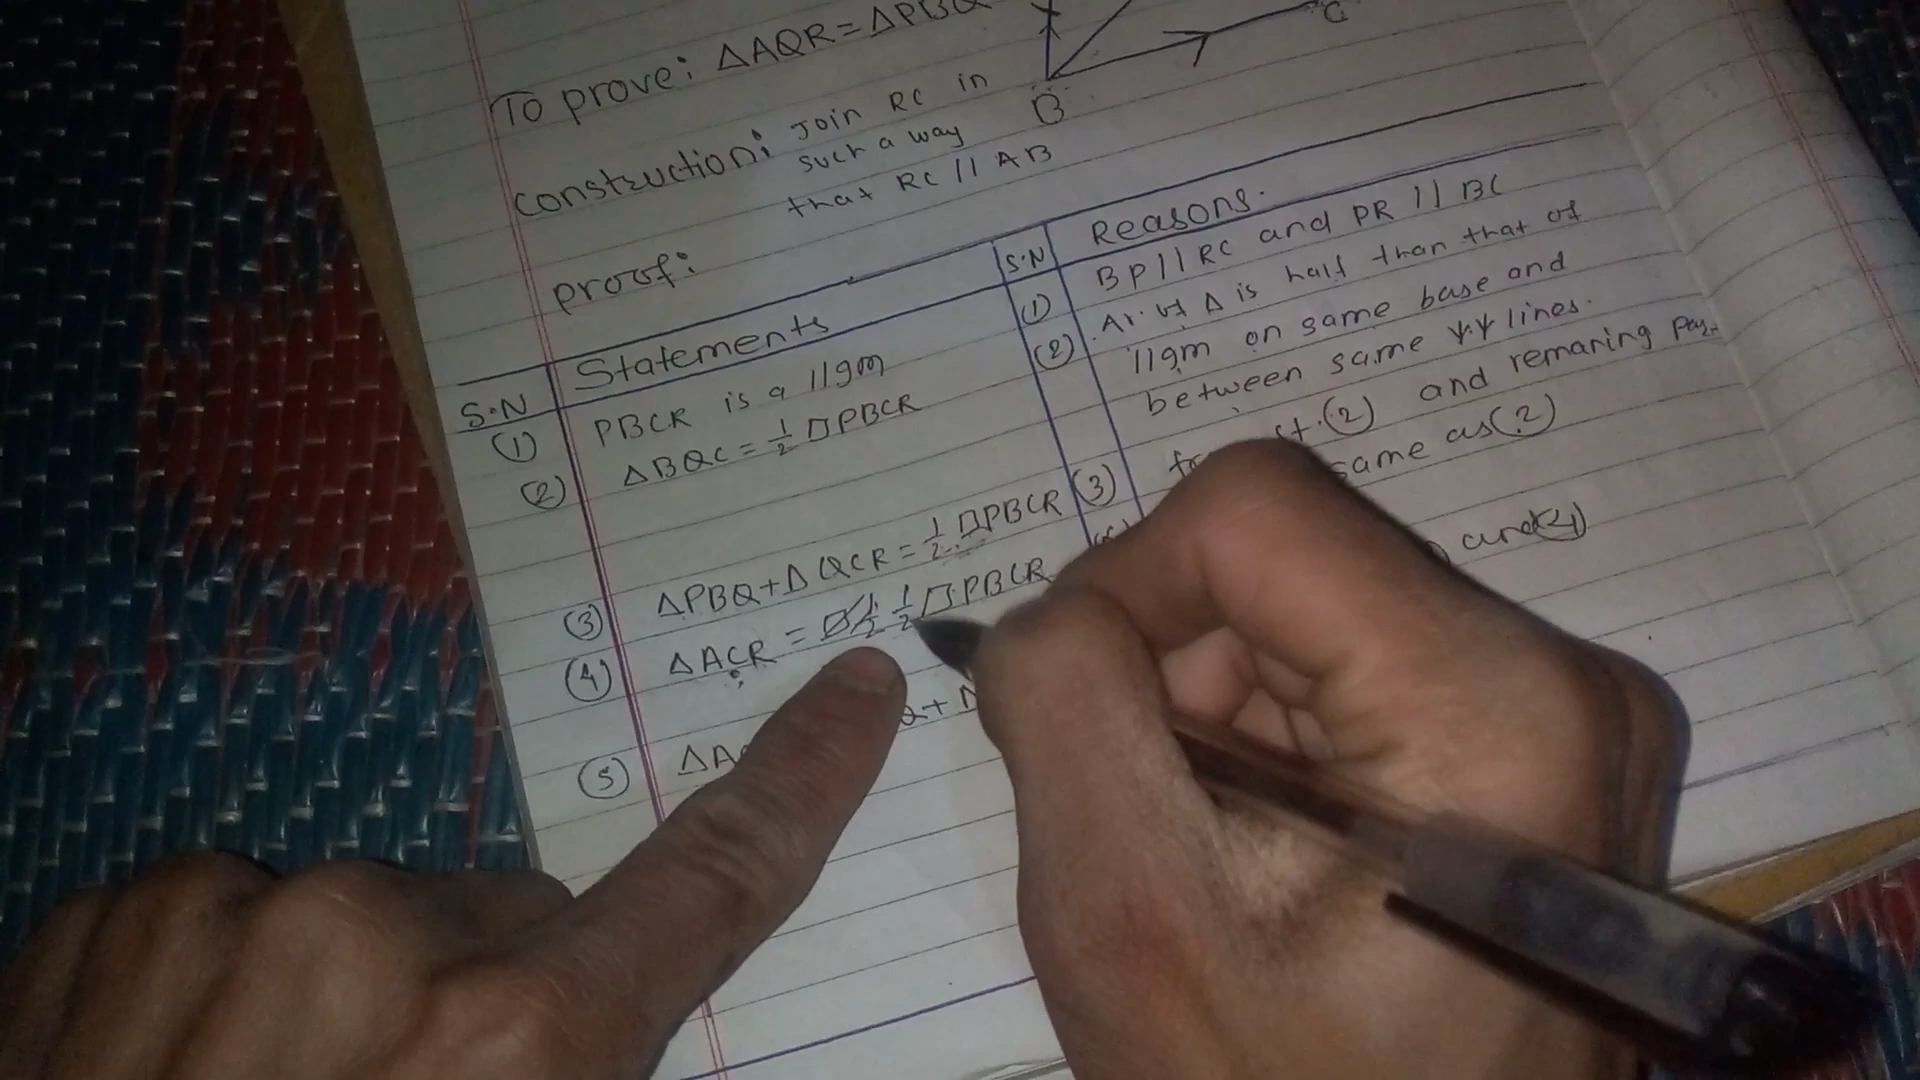 To prove: ΔAQR = ΔPBQ
C
B
construction: Join RC in
such a way
that RC // AB
proof:
S.N Statements
(1) PBCR is a //gm
(2) ΔBQC = 1/2 ▱PBCR
(3) ΔPBQ + ΔQCR = 1/2 ▱PBCR
(4) ΔACR = 1/2 ▱PBCR
(5) ΔA
Q + Δ
S.N Reasons.
(1) BP // RC and PR // BC
(2) Ar. of Δ is half than that of
//gm on same base and
between same lines.
(3) st. (2) and remaring
same as (2)
and (4)